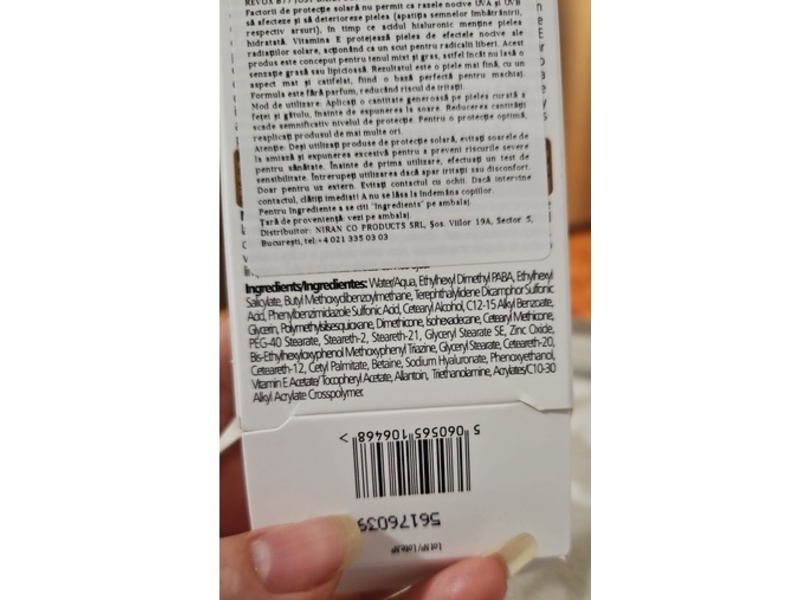 REVOX B77 JUST
Factorii de protecție solară nu permit ca razele nocive UVA și UVB
să afecteze și să deterioreze pielea (apariția semnelor îmbătrânirii,
respectiv arsuri), în timp ce acidul hialuronic menține pielea
hidratată. Vitamina E protejează pielea de efectele nocive ale
radiațiilor solare, acționând ca un scut pentru radicalii liberi. Acest
produs este conceput pentru tenul mixt și gras, astfel încât nu lasă o
senzație grasă sau lipicioasă. Rezultatul este o piele mai fină, cu un
aspect mat și catifelat, fiind o bază perfectă pentru machiaj.
Formula este fără parfum, reducând riscul de iritații.
Mod de utilizare: Aplicați o cantitate generoasă pe pielea curată a
feței și gâtului, înainte de expunerea la soare. Reducerea cantității
scade semnificativ nivelul de protecție. Pentru o protecție optimă,
reaplicați produsul de mai multe ori.
Atenție: Deși utilizați produse de protecție solară, evitați soarele de
la amiază și expunerea excesivă pentru a preveni riscurile severe
pentru sănătate. Înainte de prima utilizare, efectuați un test de
sensibilitate. Întrerupeți utilizarea dacă apar iritații sau disconfort.
Doar pentru uz extern. Evitați contactul cu ochii. Dacă intervine
contactul, clătiți imediat! A nu se lăsa la îndemâna copiilor.
Pentru Ingrediente a se citi "Ingredients" pe ambalaj.
Țară de proveniență: vezi pe ambalaj.
Distribuitor: NIRAN CO PRODUCTS SRL, Șos. Viilor 19A, Sector 5,
București, tel:+4 021 335 03 03
Ingredients/Ingredientes: Water/Aqua, Ethylhexyl Dimethyl PABA, Ethylhexyl
Salicylate, Butyl Methoxydibenzoylmethane, Terephthalylidene Dicamphor Sulfonic
Acid, Phenylbenzimidazole Sulfonic Acid, Cetearyl Alcohol, C12-15 Alkyl Benzoate,
Glycerin, Polymethylsilsesquioxane, Dimethicone, Isohexadecane, Cetearyl Methicone,
PEG-40 Stearate, Steareth-2, Steareth-21, Glyceryl Stearate SE, Zinc Oxide,
Bis-Ethylhexyloxyphenol Methoxyphenyl Triazine, Glyceryl Stearate, Ceteareth-20,
Ceteareth-12, Cetyl Palmitate, Betaine, Sodium Hyaluronate, Phenoxyethanol,
Vitamin E Acetate/ Tocopheryl Acetate, Allantoin, Triethanolamine, Acrylates/C10-30
Alkyl Acrylate Crosspolymer.
5 060565 106468 >
56176039
Lot Nº/ Lote Nº